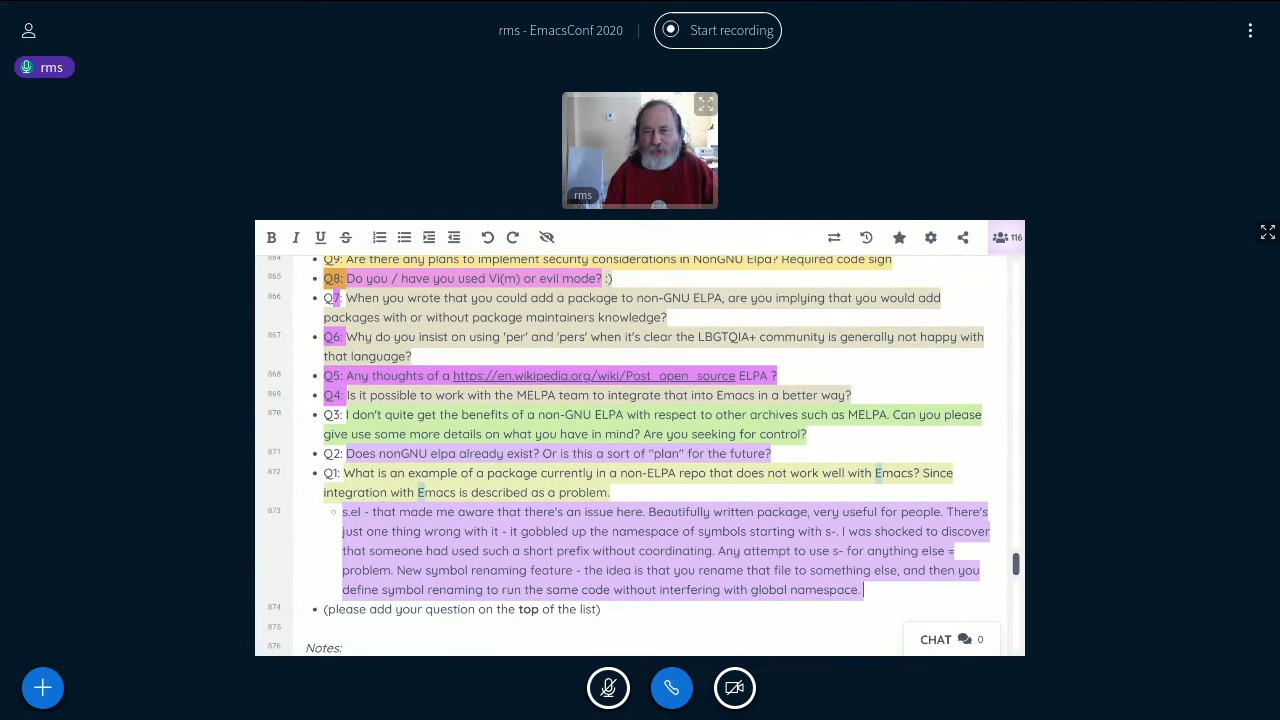 rms - EmacsConf 2020
Start recording
rms
rms
116
864
Q9: Are there any plans to implement security considerations in NonGNU Elpa? Required code sign
865
Q8: Do you / have you used Vi(m) or evil mode? :)
866
Q7: When you wrote that you could add a package to non-GNU ELPA, are you implying that you would add
packages with or without package maintainers knowledge?
867
Q6: Why do you insist on using 'per' and 'pers' when it's clear the LBGTQIA+ community is generally not happy with
that language?
868
Q5: Any thoughts of a https://en.wikipedia.org/wiki/Post_open_source ELPA ?
869
Q4: Is it possible to work with the MELPA team to integrate that into Emacs in a better way?
870
Q3: I don't quite get the benefits of a non-GNU ELPA with respect to other archives such as MELPA. Can you please
give use some more details on what you have in mind? Are you seeking for control?
871
Q2: Does nonGNU elpa already exist? Or is this a sort of "plan" for the future?
872
Q1: What is an example of a package currently in a non-ELPA repo that does not work well with Emacs? Since
integration with Emacs is described as a problem.
873
s.el - that made me aware that there's an issue here. Beautifully written package, very useful for people. There's
just one thing wrong with it - it gobbled up the namespace of symbols starting with s-. I was shocked to discover
that someone had used such a short prefix without coordinating. Any attempt to use s- for anything else =
problem. New symbol renaming feature - the idea is that you rename that file to something else, and then you
define symbol renaming to run the same code without interfering with global namespace.
874
(please add your question on the top of the list)
875
876
Notes:
CHAT 0